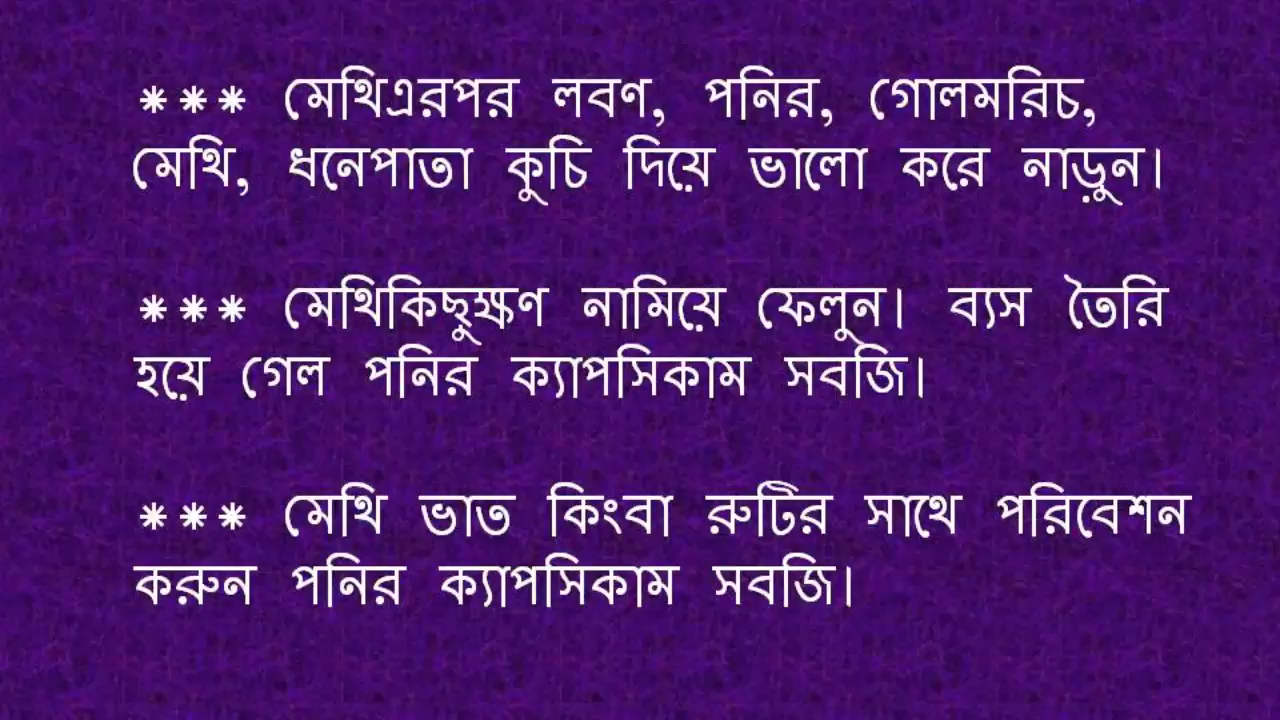 *** মেথিএরপর লবণ, পনির, গোলমরিচ,
মেথি, ধনেপাতা কুচি দিয়ে ভালো করে নাড়ুন।
*** মেথিকিছুক্ষণ নামিয়ে ফেলুন। ব্যস তৈরি
হয়ে গেল পনির ক্যাপসিকাম সবজি।
*** মেথি ভাত কিংবা রুটির সাথে পরিবেশন
করুন পনির ক্যাপসিকাম সবজি।